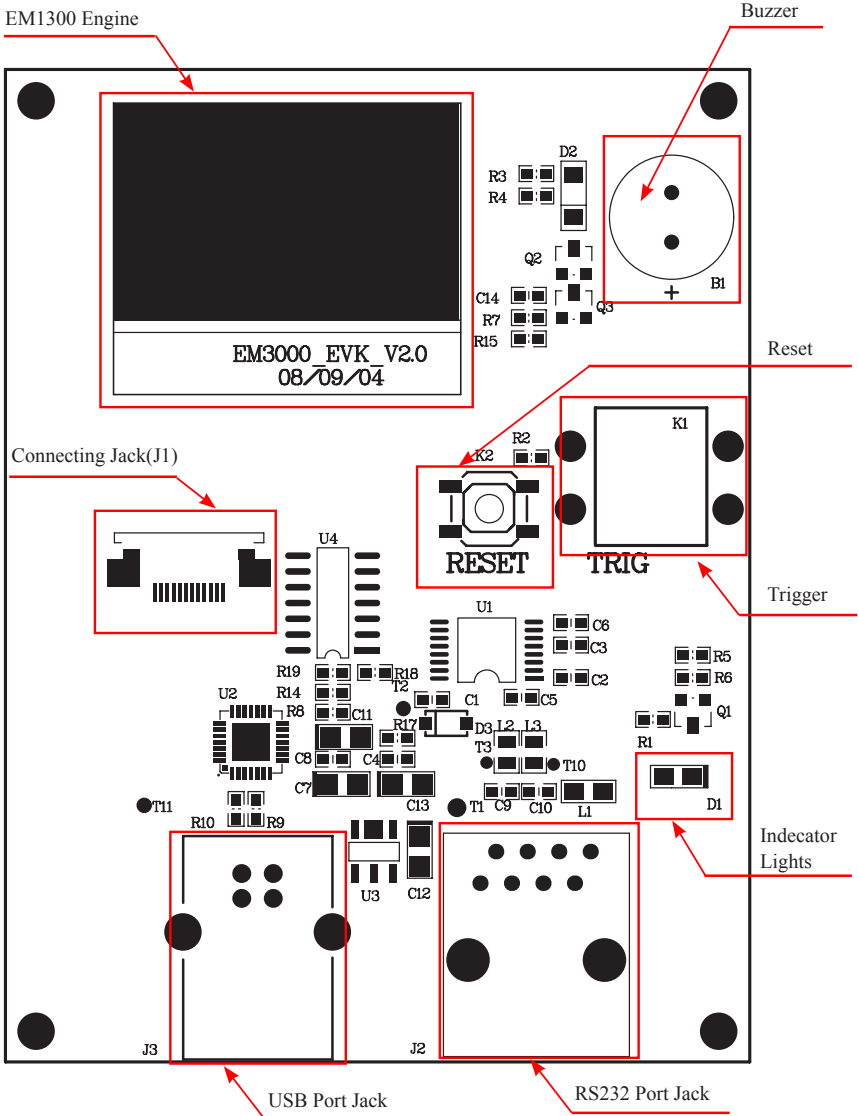 EM1300 Engine
Buzzer
D2
R3
R4
Q2
B1
+
C14
Q3
R7
R15
EM3000_EVK_V2.0
08/09/04
Reset
K1
R2
K2
Connecting Jack(J1)
U4
RESET
TRIG
Trigger
U1
C6
C3
R5
R19
R18
C2
R6
T2
U2
R14
C1
C5
R8
C11
Q1
R17
D3
L2
L3
R1
T3
C8
C4
T10
C7
C13
T11
T1
C9
C10
L1
D1
R10
R9
Indecator
Lights
U3
C12
J3
J2
USB Port Jack
RS232 Port Jack